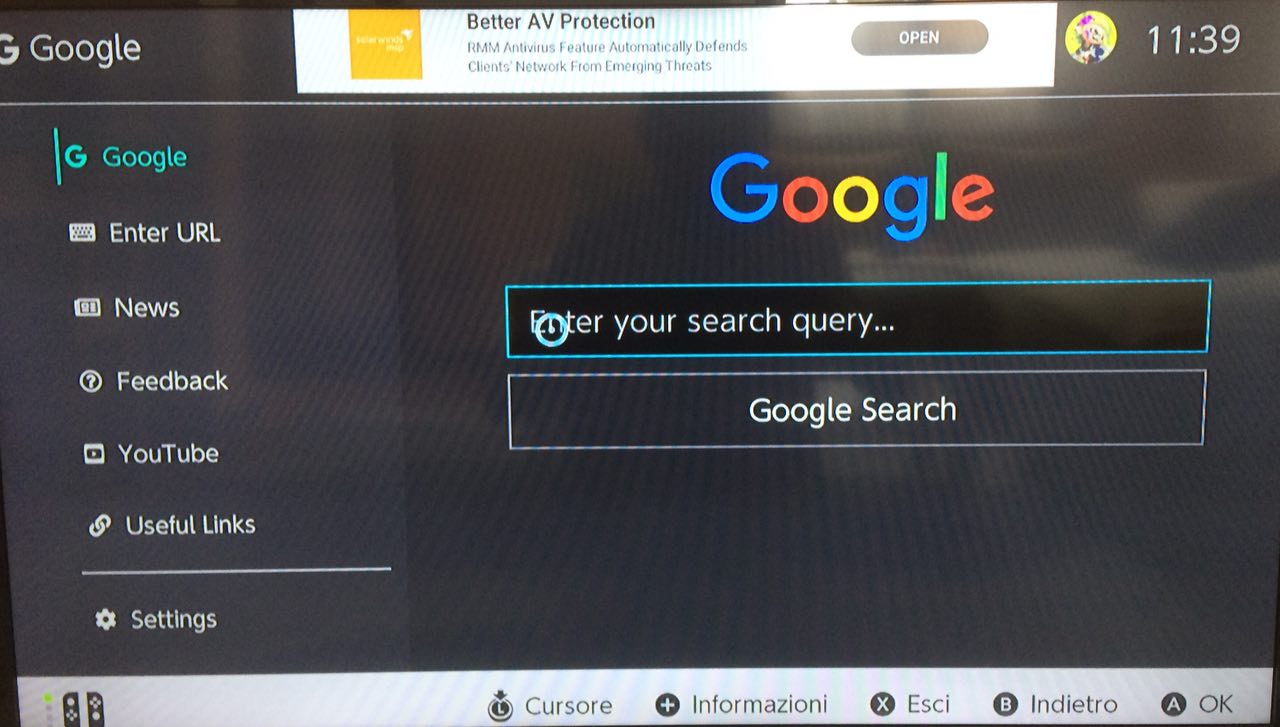 Google
Better AV Protection
RMM Antivirus Feature Automatically Defends
Clients' Network From Emerging Threats
OPEN
11:39
Google
Enter URL
News
Feedback
YouTube
Useful Links
Settings
Google
Enter your search query...
Google Search
Cursore
Informazioni
X Esci
B Indietro
A OK